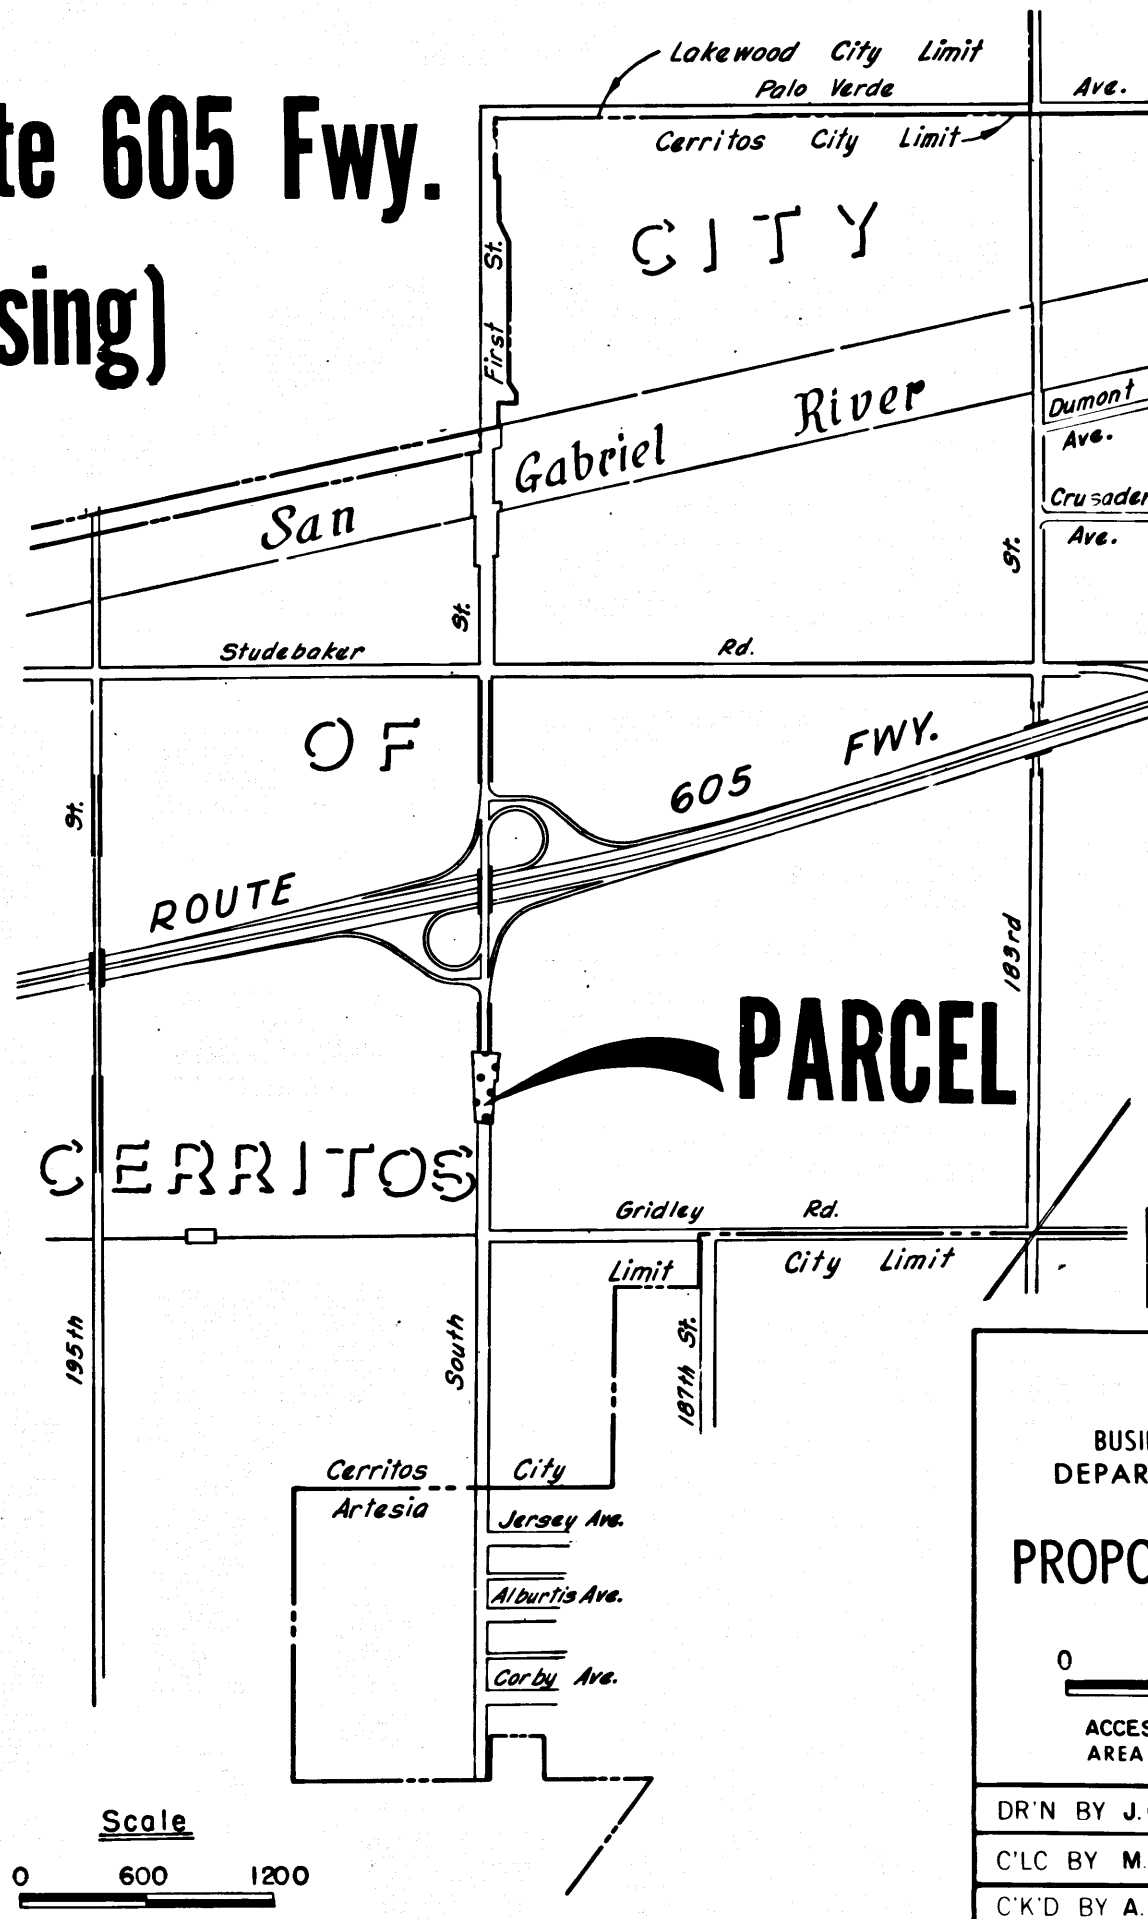 Lakewood City Limit
Palo Verde Ave.
Cerritos City Limit
te 605 Fwy.
sing)
CITY
First St.
San Gabriel River
Dumont
Ave.
Crusader
Ave.
St.
St.
Studebaker Rd.
OF
ROUTE 605 FWY.
St.
183rd
PARCEL
CERRITOS
Gridley Rd.
Limit
City Limit
195th
South
187th St.
Cerritos City
Artesia
Jersey Ave.
Alburtis Ave.
Corby Ave.
Scale
0 600 1200
BUSI
DEPAR
PROPO
0
ACCES
AREA
DR'N BY J.
C'LC BY M.
C'K'D BY A.